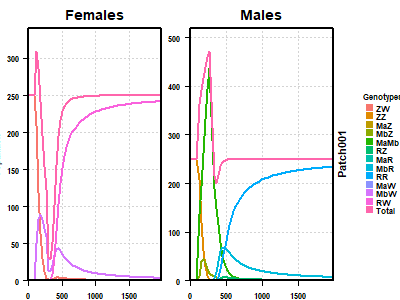 Females
Males
300
250
200
150
100
50
0
0
500
1000
1500
500
400
300
200
100
0
0
500
1000
1500
Patch001
Genotype
ZW
ZZ
MaZ
MbZ
MaMb
RZ
MaR
MbR
RR
MaW
MbW
RW
Total